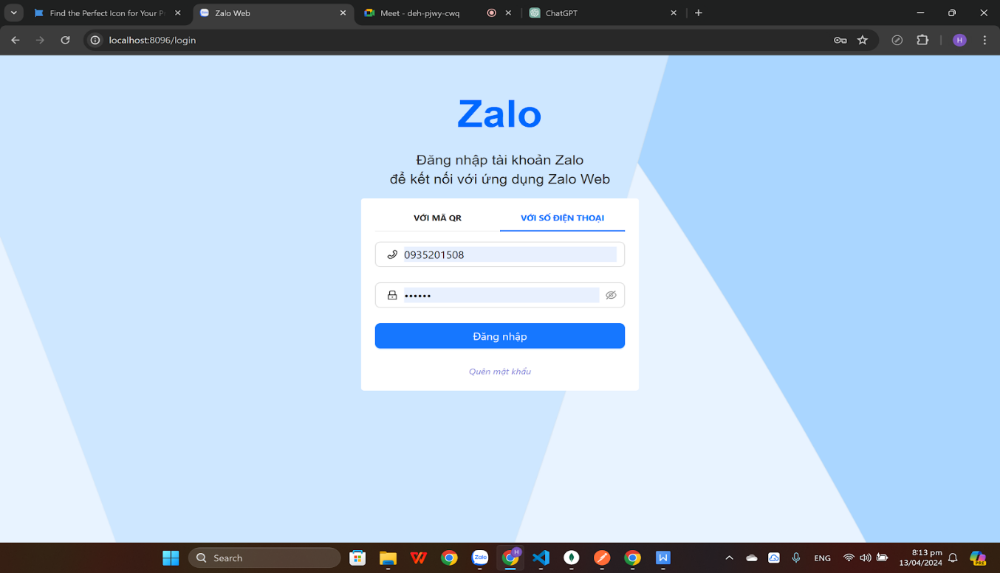 Find the Perfect Icon for Your P
Zalo Web
Meet - deh-pjwy-cwq
ChatGPT
localhost:8096/login
H
Zalo
Đăng nhập tài khoản Zalo
để kết nối với ứng dụng Zalo Web
VỚI MÃ QR
VỚI SỐ ĐIỆN THOẠI
0935201508
••••••
Đăng nhập
Quên mật khẩu
Search
Zalo
H
W
ENG
8:13 pm
13/04/2024
PRE